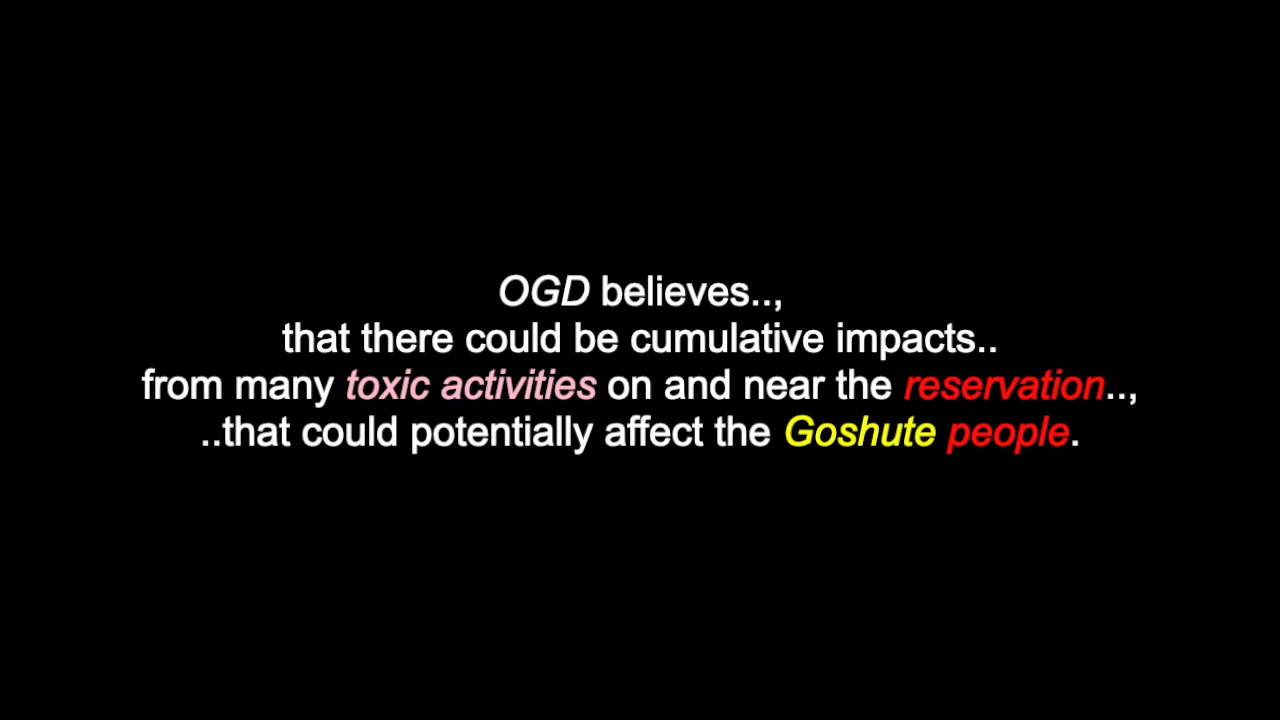 OGD believes..,
that there could be cumulative impacts..
from many toxic activities on and near the reservation..,
..that could potentially affect the Goshute people.